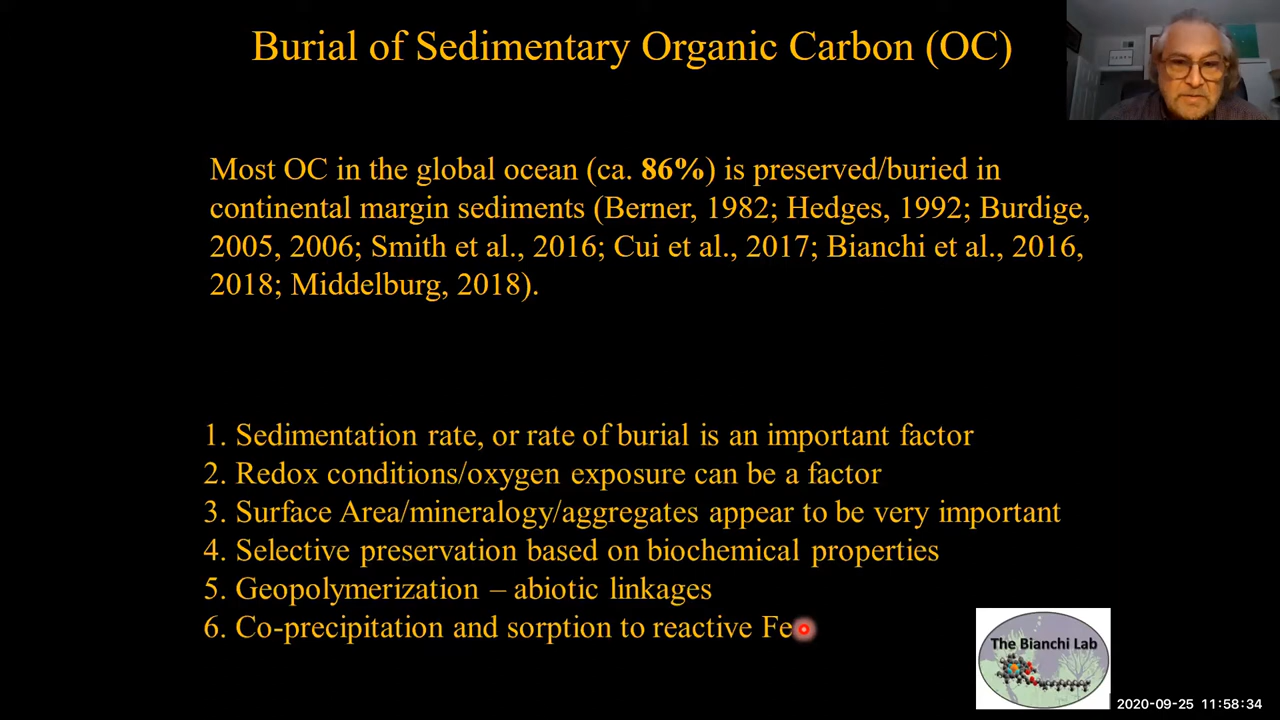 Burial of Sedimentary Organic Carbon (OC)
Most OC in the global ocean (ca. 86%) is preserved/buried in
continental margin sediments (Berner, 1982; Hedges, 1992; Burdige,
2005, 2006; Smith et al., 2016; Cui et al., 2017; Bianchi et al., 2016,
2018; Middelburg, 2018).
1. Sedimentation rate, or rate of burial is an important factor
2. Redox conditions/oxygen exposure can be a factor
3. Surface Area/mineralogy/aggregates appear to be very important
4. Selective preservation based on biochemical properties
5. Geopolymerization – abiotic linkages
6. Co-precipitation and sorption to reactive Fe
The Bianchi Lab
2020-09-25 11:58:34